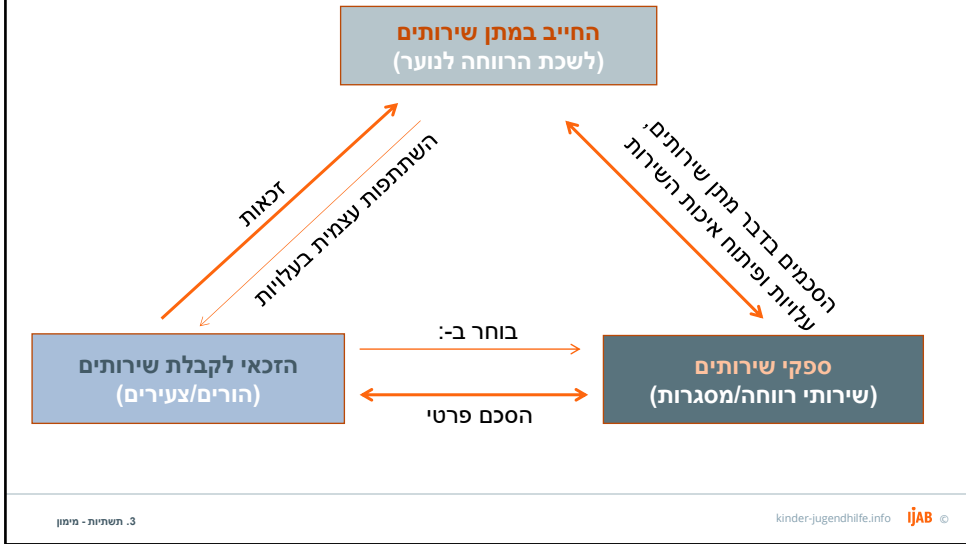 החייב במתן שירותים
(לשכת הרווחה לנוער)
זכאות
השתתפות עצמית בעלויות
הסכמים בדבר מתן שירותים,
עלויות ופיתוח איכות השירות
הזכאי לקבלת שירותים
(הורים/צעירים)
בוחר ב-:
הסכם פרטי
ספקי שירותים
(שירותי רווחה/מסגרות)
3. תשתיות - מימון
kinder-jugendhilfe.info IJAB ©